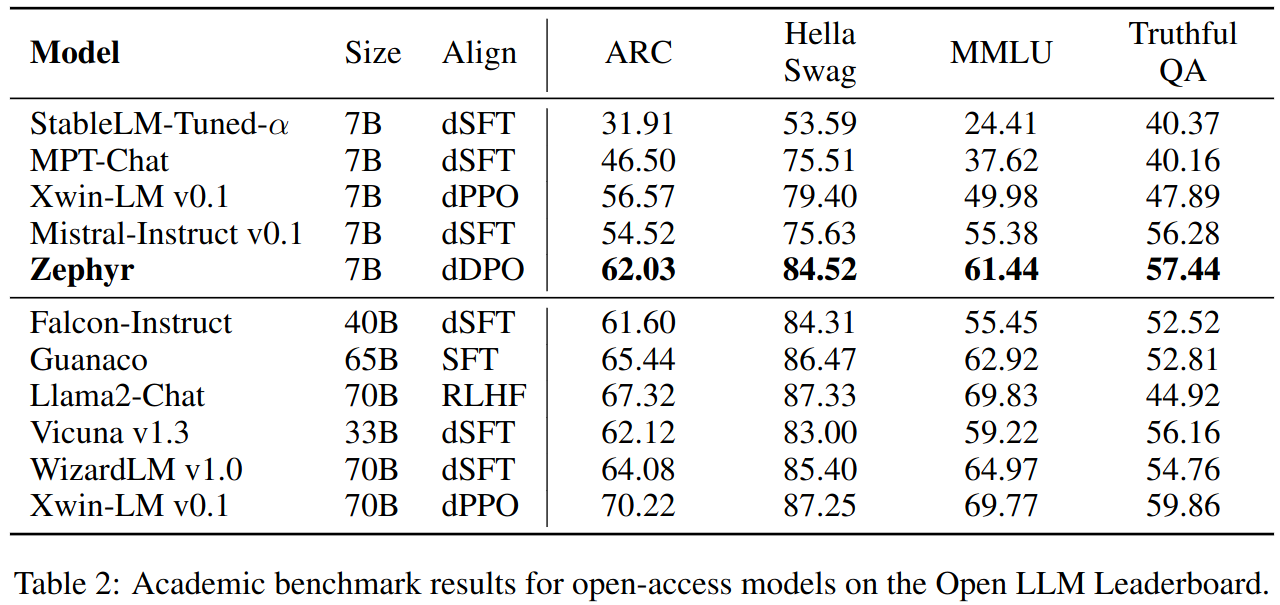 Model Size Align ARC Hella Swag MMLU Truthful QA
StableLM-Tuned-α 7B dSFT 31.91 53.59 24.41 40.37
MPT-Chat 7B dSFT 46.50 75.51 37.62 40.16
Xwin-LM v0.1 7B dPPO 56.57 79.40 49.98 47.89
Mistral-Instruct v0.1 7B dSFT 54.52 75.63 55.38 56.28
Zephyr 7B dDPO 62.03 84.52 61.44 57.44
Falcon-Instruct 40B dSFT 61.60 84.31 55.45 52.52
Guanaco 65B SFT 65.44 86.47 62.92 52.81
Llama2-Chat 70B RLHF 67.32 87.33 69.83 44.92
Vicuna v1.3 33B dSFT 62.12 83.00 59.22 56.16
WizardLM v1.0 70B dSFT 64.08 85.40 64.97 54.76
Xwin-LM v0.1 70B dPPO 70.22 87.25 69.77 59.86
Table 2: Academic benchmark results for open-access models on the Open LLM Leaderboard.